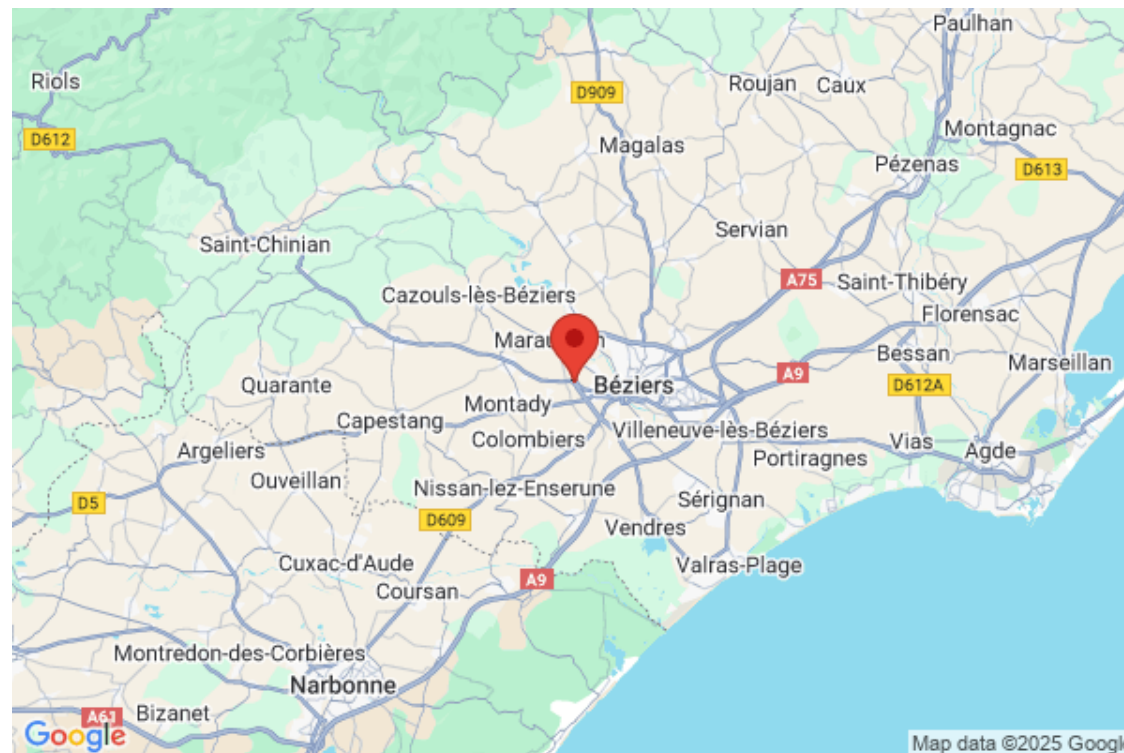 Paulhan
Riols
Roujan
Caux
D909
D612
Montagnac
Magalas
Pézenas
D613
Servian
Saint-Chinian
A75
Saint-Thibéry
Cazouls-lès-Béziers
Florensac
Bessan
Marseillan
A9
Béziers
Quarante
D612A
Montady
Capestang
Colombiers
Villeneuve-lès-Béziers
Vias
Agde
Argeliers
Portiragnes
Ouveillan
Nissan-lez-Enserune
Sérignan
D5
D609
Vendres
Cuxac-d'Aude
Valras-Plage
A9
Coursan
Montredon-des-Corbières
Narbonne
A61
Bizanet
Google
Map data ©2025 Google